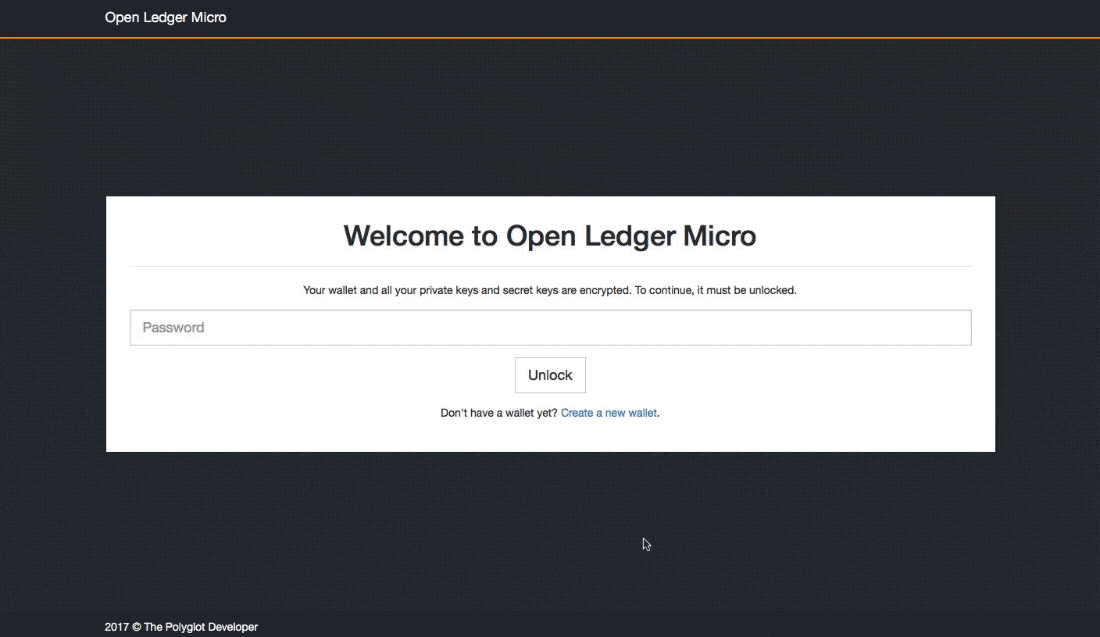 Open Ledger Micro
Welcome to Open Ledger Micro
Your wallet and all your private keys and secret keys are encrypted. To continue, it must be unlocked.
Password
Unlock
Don't have a wallet yet? Create a new wallet.
2017 © The Polyglot Developer